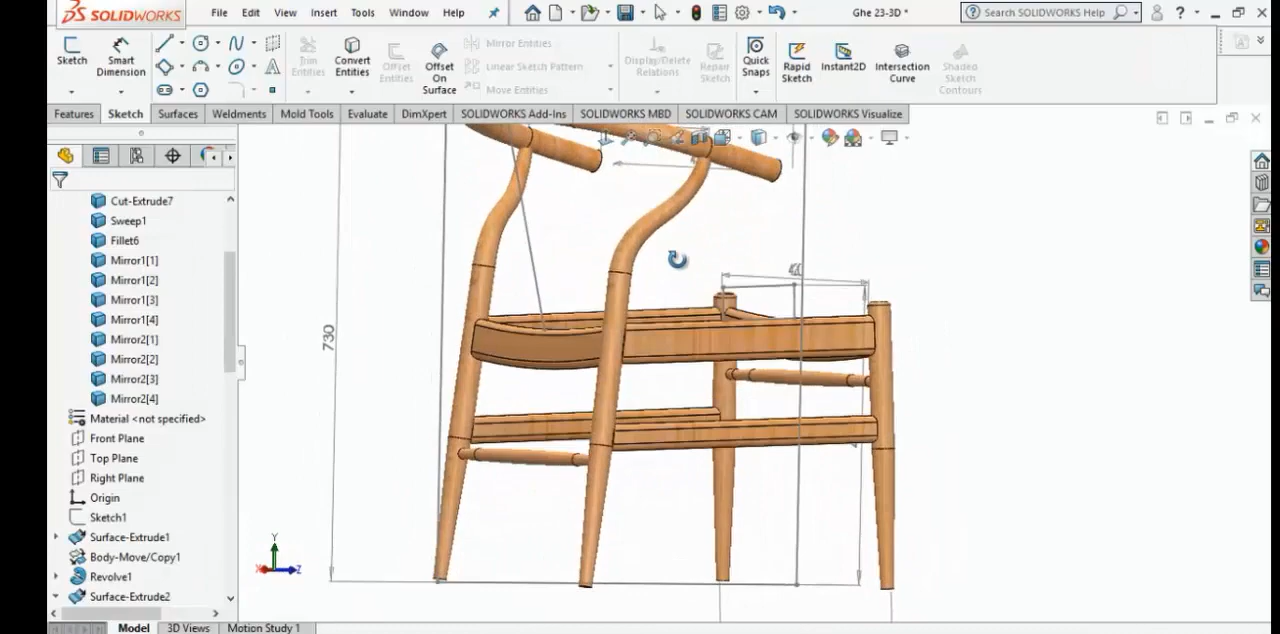 SOLIDWORKS File Edit View Insert Tools Window Help Ghe 23-3D * Search SOLIDWORKS Help
Sketch Smart Dimension Trim Entities Convert Entities Offset Entities Offset On Surface Mirror Entities Linear Sketch Pattern Move Entities Display/Delete Relations Repair Sketch Quick Snaps Rapid Sketch Instant2D Intersection Curve Shaded Sketch Contours
Features Sketch Surfaces Weldments Mold Tools Evaluate DimXpert SOLIDWORKS Add-Ins SOLIDWORKS MBD SOLIDWORKS CAM SOLIDWORKS Visualize
Cut-Extrude7
Sweep1
Fillet6
Mirror1[1]
Mirror1[2]
Mirror1[3]
Mirror1[4]
Mirror2[1]
Mirror2[2]
Mirror2[3]
Mirror2[4]
Material <not specified>
Front Plane
Top Plane
Right Plane
Origin
Sketch1
Surface-Extrude1
Body-Move/Copy1
Revolve1
Surface-Extrude2
730
Y
X
Z
Model 3D Views Motion Study 1